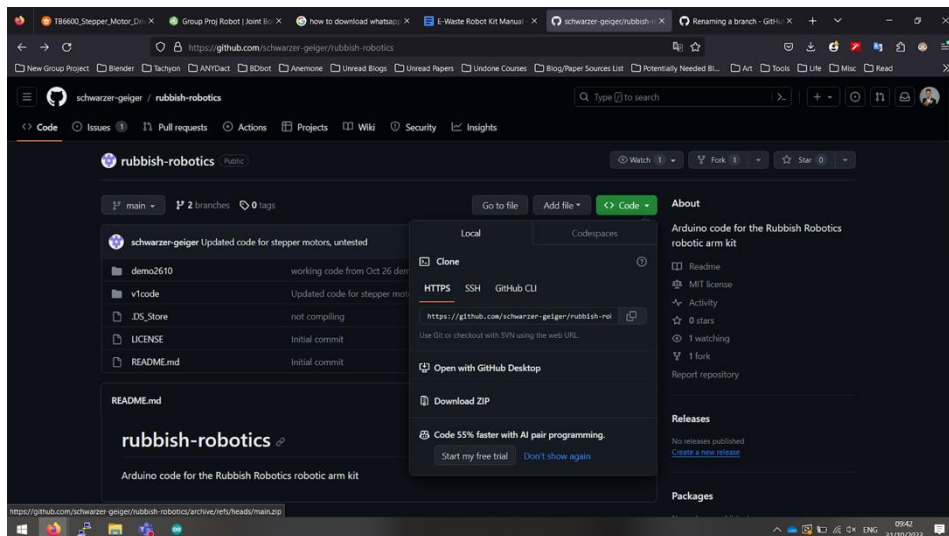 TB6600_Stepper_Motor_Dri
Group Proj Robot | Joint Bo
how to download whatsapp
E-Waste Robot Kit Manual -
schwarzer-geiger/rubbish-ro
Renaming a branch - GitHu
https://github.com/schwarzer-geiger/rubbish-robotics
New Group Project Blender Tachyon ANYDact BDbot Anemone Unread Blogs Unread Papers Undone Courses Blog/Paper Sources List Potentially Needed Bl... Art Tools Life Misc Read
schwarzer-geiger / rubbish-robotics
Type / to search
Code Issues 1 Pull requests Actions Projects Wiki Security Insights
rubbish-robotics Public
Watch 1 Fork 1 Star 0
main 2 branches 0 tags
Go to file Add file Code
schwarzer-geiger Updated code for stepper motors, untested
demo2610 working code from Oct 26 dem
v1code Updated code for stepper mot
.DS_Store not compiling
LICENSE Initial commit
README.md Initial commit
README.md
rubbish-robotics
Arduino code for the Rubbish Robotics robotic arm kit
Local Codespaces
Clone
HTTPS SSH GitHub CLI
https://github.com/schwarzer-geiger/rubbish-rol
Use Git or checkout with SVN using the web URL.
Open with GitHub Desktop
Download ZIP
Code 55% faster with AI pair programming.
Start my free trial Don't show again
About
Arduino code for the Rubbish Robotics
robotic arm kit
Readme
MIT license
Activity
0 stars
1 watching
1 fork
Report repository
Releases
No releases published
Create a new release
Packages
https://github.com/schwarzer-geiger/rubbish-robotics/archive/refs/heads/main.zip
ENG
09:42
31/10/2023